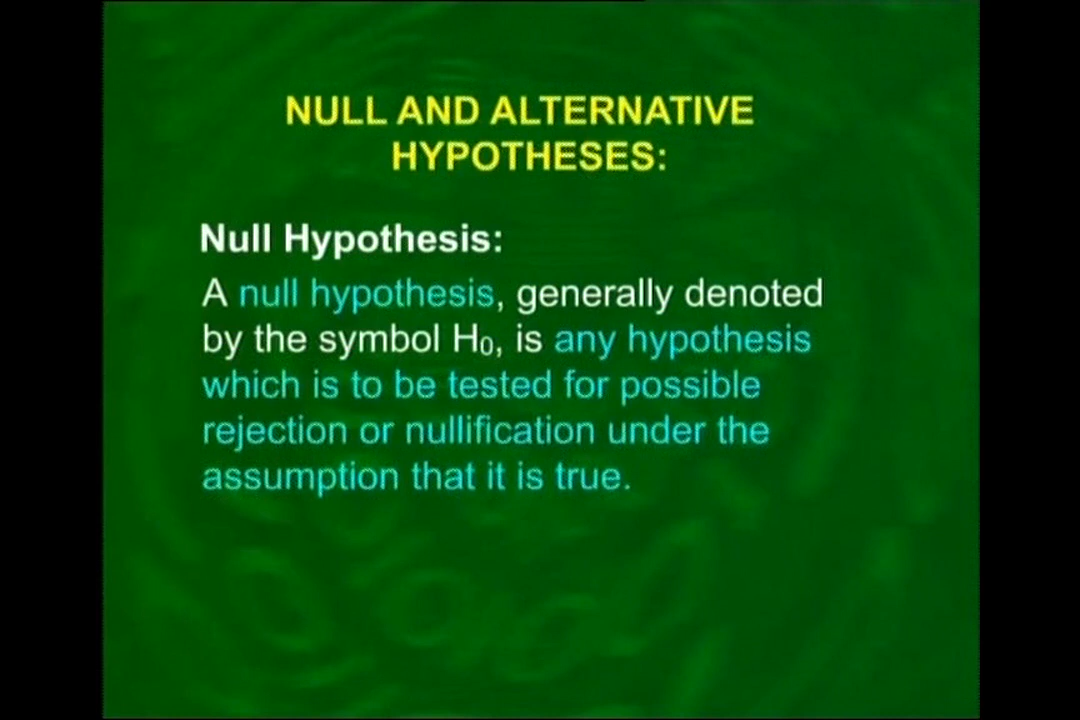 NULL AND ALTERNATIVE
HYPOTHESES:
Null Hypothesis:
A null hypothesis, generally denoted
by the symbol H₀, is any hypothesis
which is to be tested for possible
rejection or nullification under the
assumption that it is true.